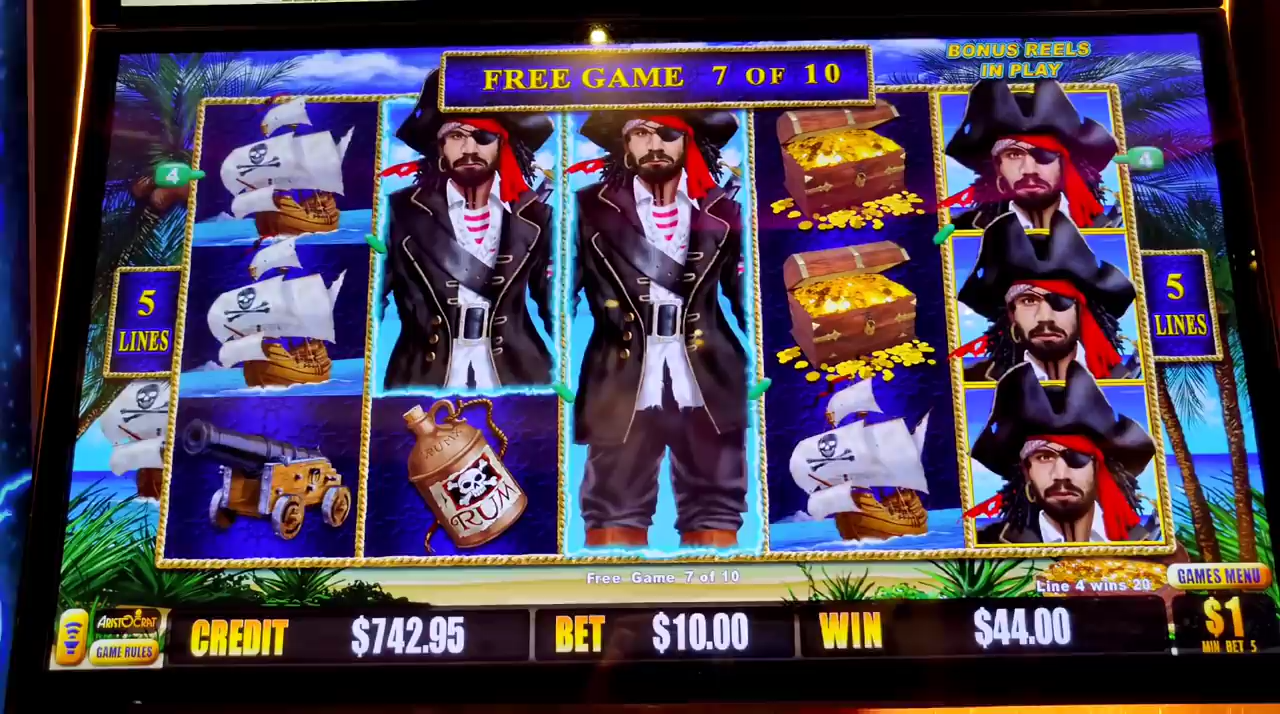 FREE GAME 7 OF 10
BONUS REELS
IN PLAY
4
4
5
LINES
5
LINES
RUM
RUM
Free Game 7 of 10
Line 4 wins 20
GAMES MENU
ARISTOCRAT
GAME RULES
CREDIT $742.95
BET $10.00
WIN $44.00
$1
MIN BET 5